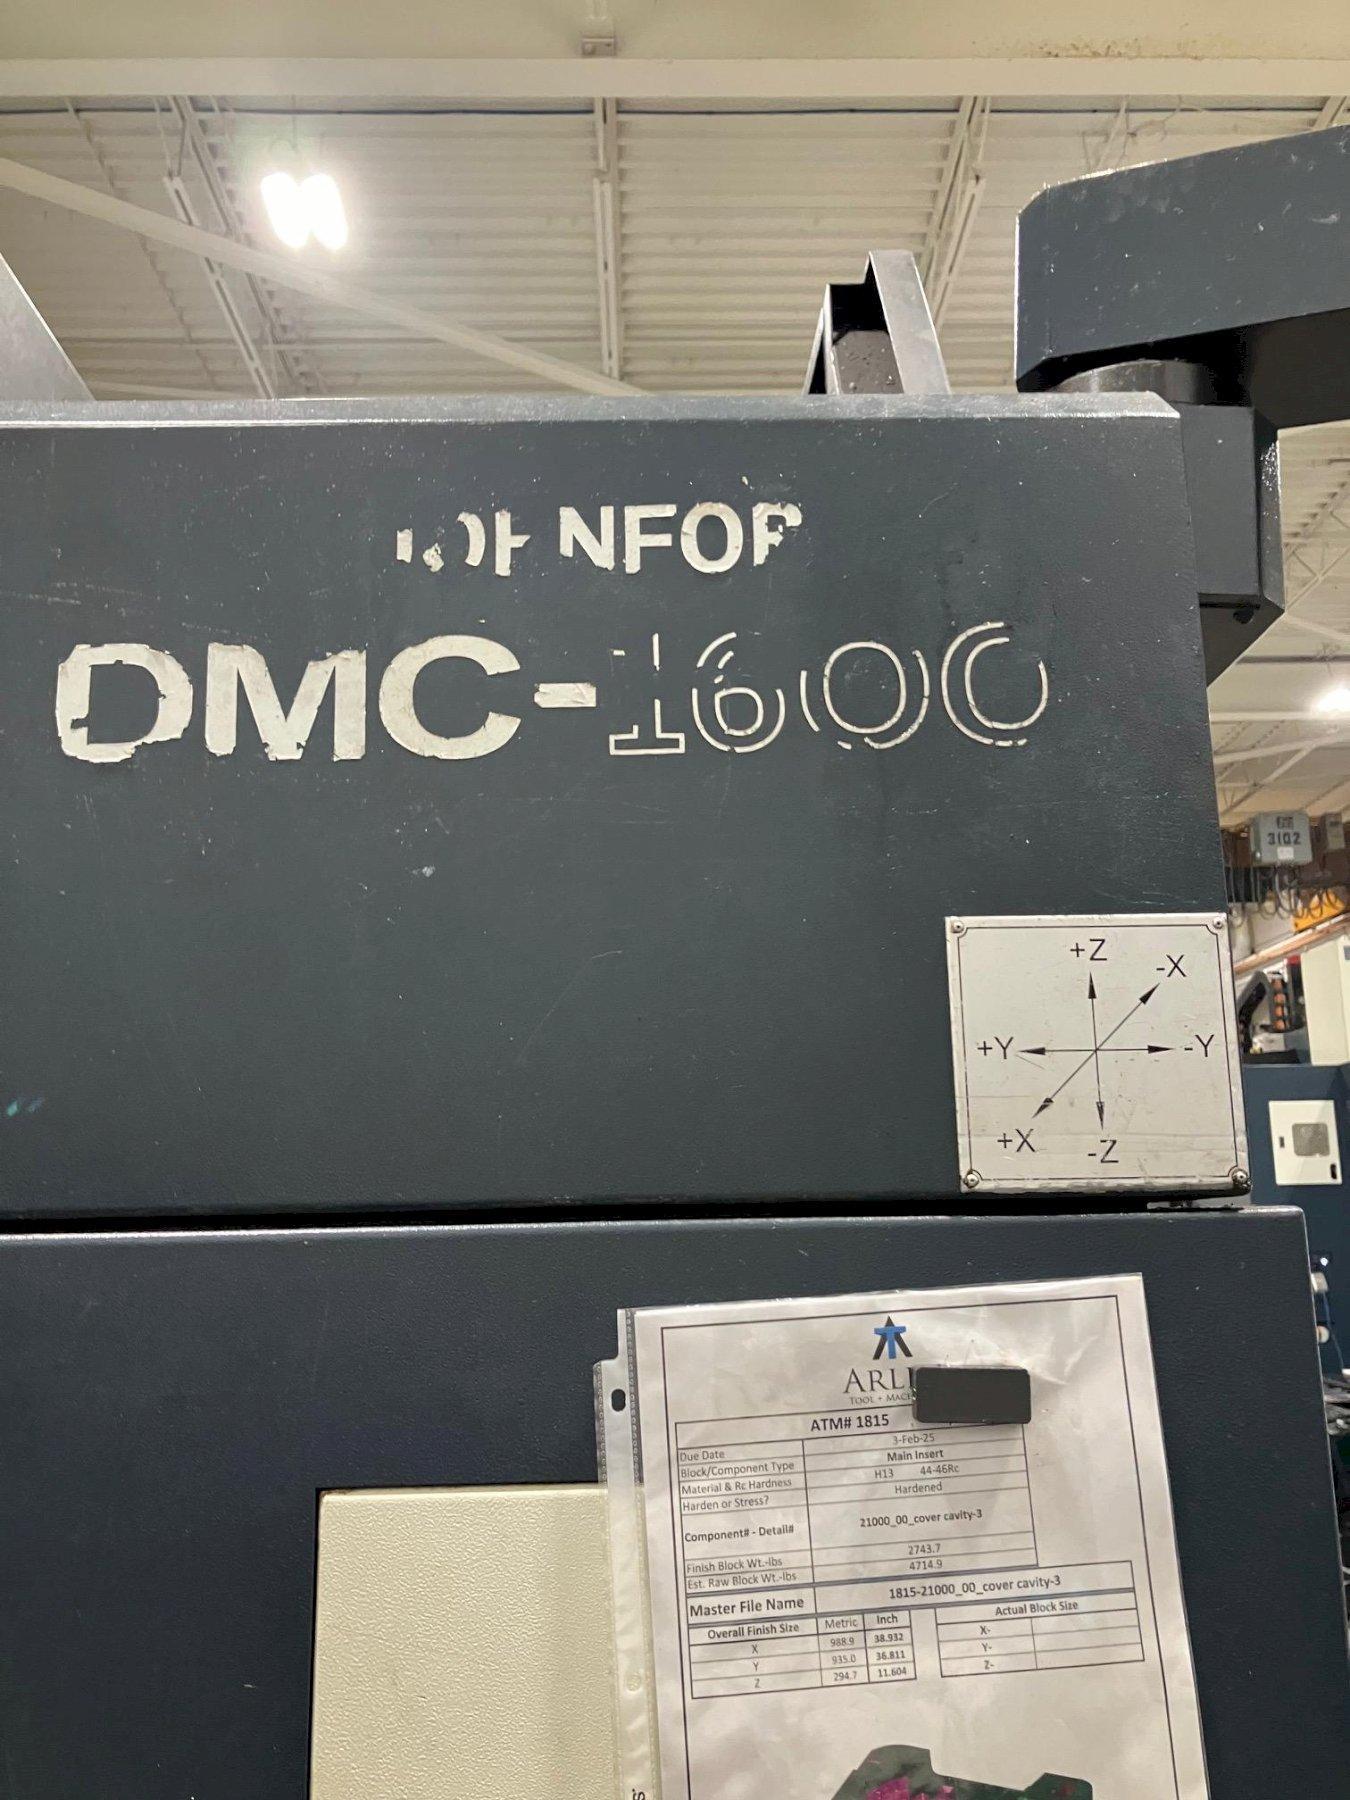 NFOR
DMC-1600
3102
+Z
-X
+Y
-Y
+X
-Z
ATM# 1815
Due Date 3-Feb-25
Block/Component Type Main Insert
Material & Rc Hardness H13 44-46Rc
Harden or Stress? Hardened
Component# - Detail# 21000_00_cover cavity-3
Finish Block Wt.-lbs 2743.7
Est. Raw Block Wt.-lbs 4714.9
Master File Name 1815-21000_00_cover cavity-3
Overall Finish Size Metric Inch Actual Block Size
X 988.9 38.932 X-
Y 935.0 36.811 Y-
Z 294.7 11.604 Z-